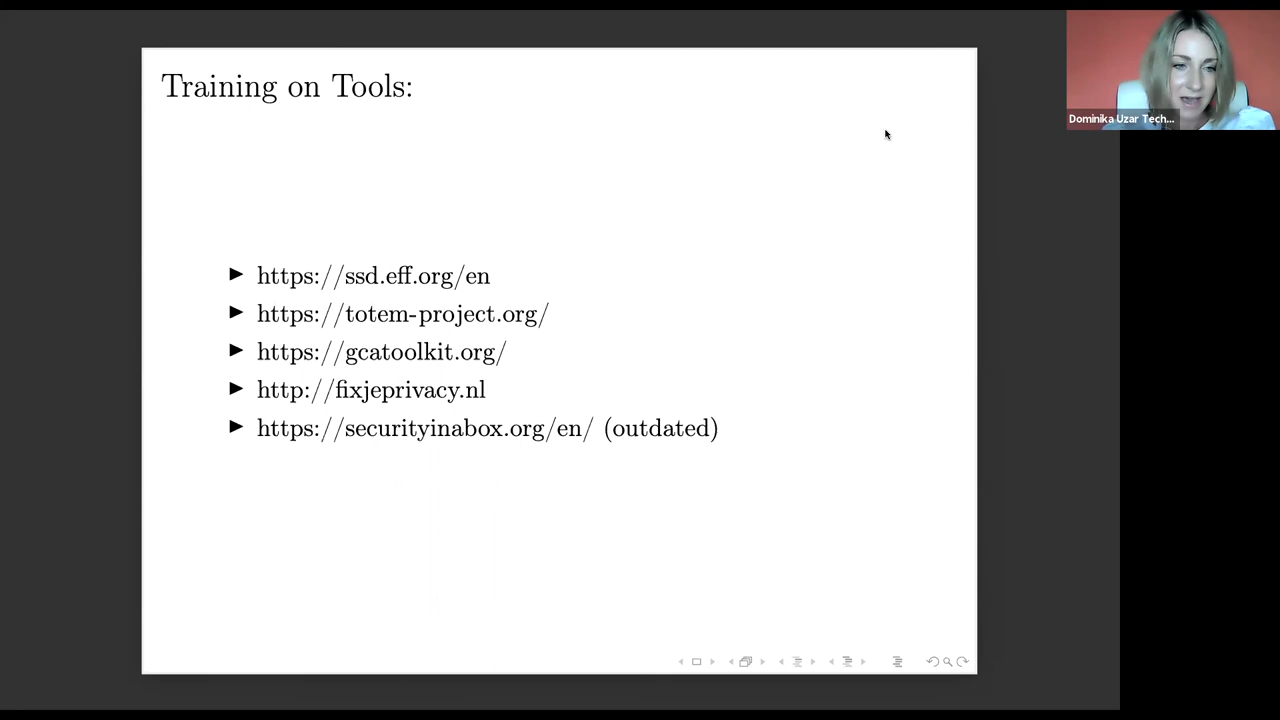 Training on Tools:
Dominika Uzar Tech...
https://ssd.eff.org/en
https://totem-project.org/
https://gcatoolkit.org/
http://fixjeprivacy.nl
https://securityinabox.org/en/ (outdated)